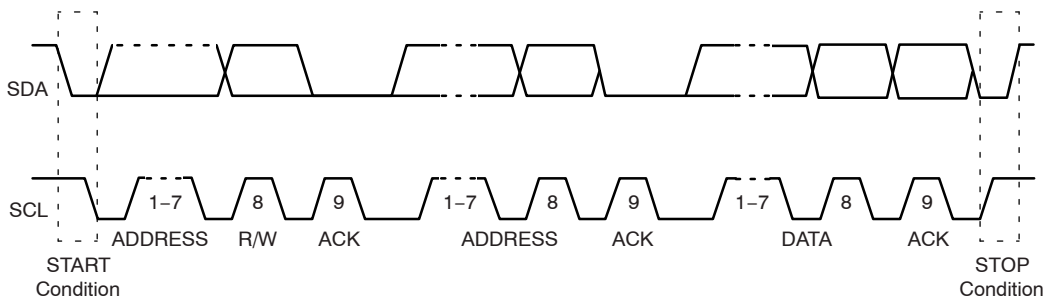 SDA
SCL
1–7 8 9 1–7 8 9 1–7 8 9
ADDRESS R/W ACK ADDRESS ACK DATA ACK
START
Condition
STOP
Condition